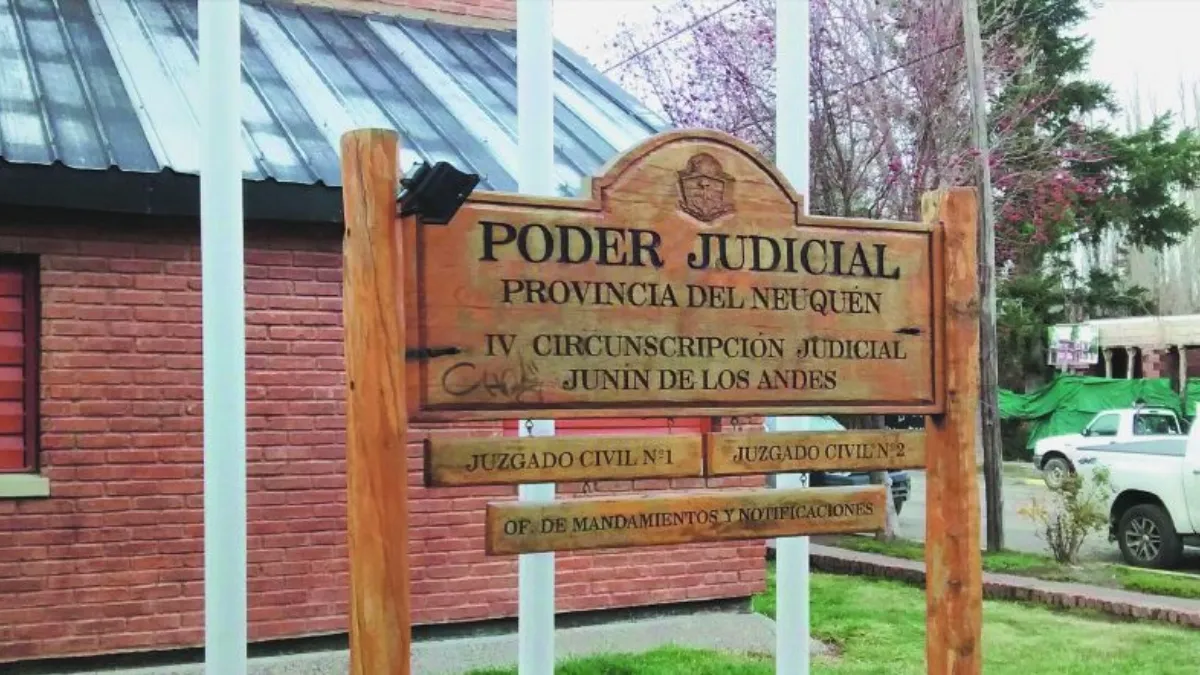 PODER JUDICIAL
PROVINCIA DEL NEUQUÉN
IV CIRCUNSCRIPCIÓN JUDICIAL
JUNÍN DE LOS ANDES
JUZGADO CIVIL Nº1
JUZGADO CIVIL Nº2
OF. DE MANDAMIENTOS Y NOTIFICACIONES